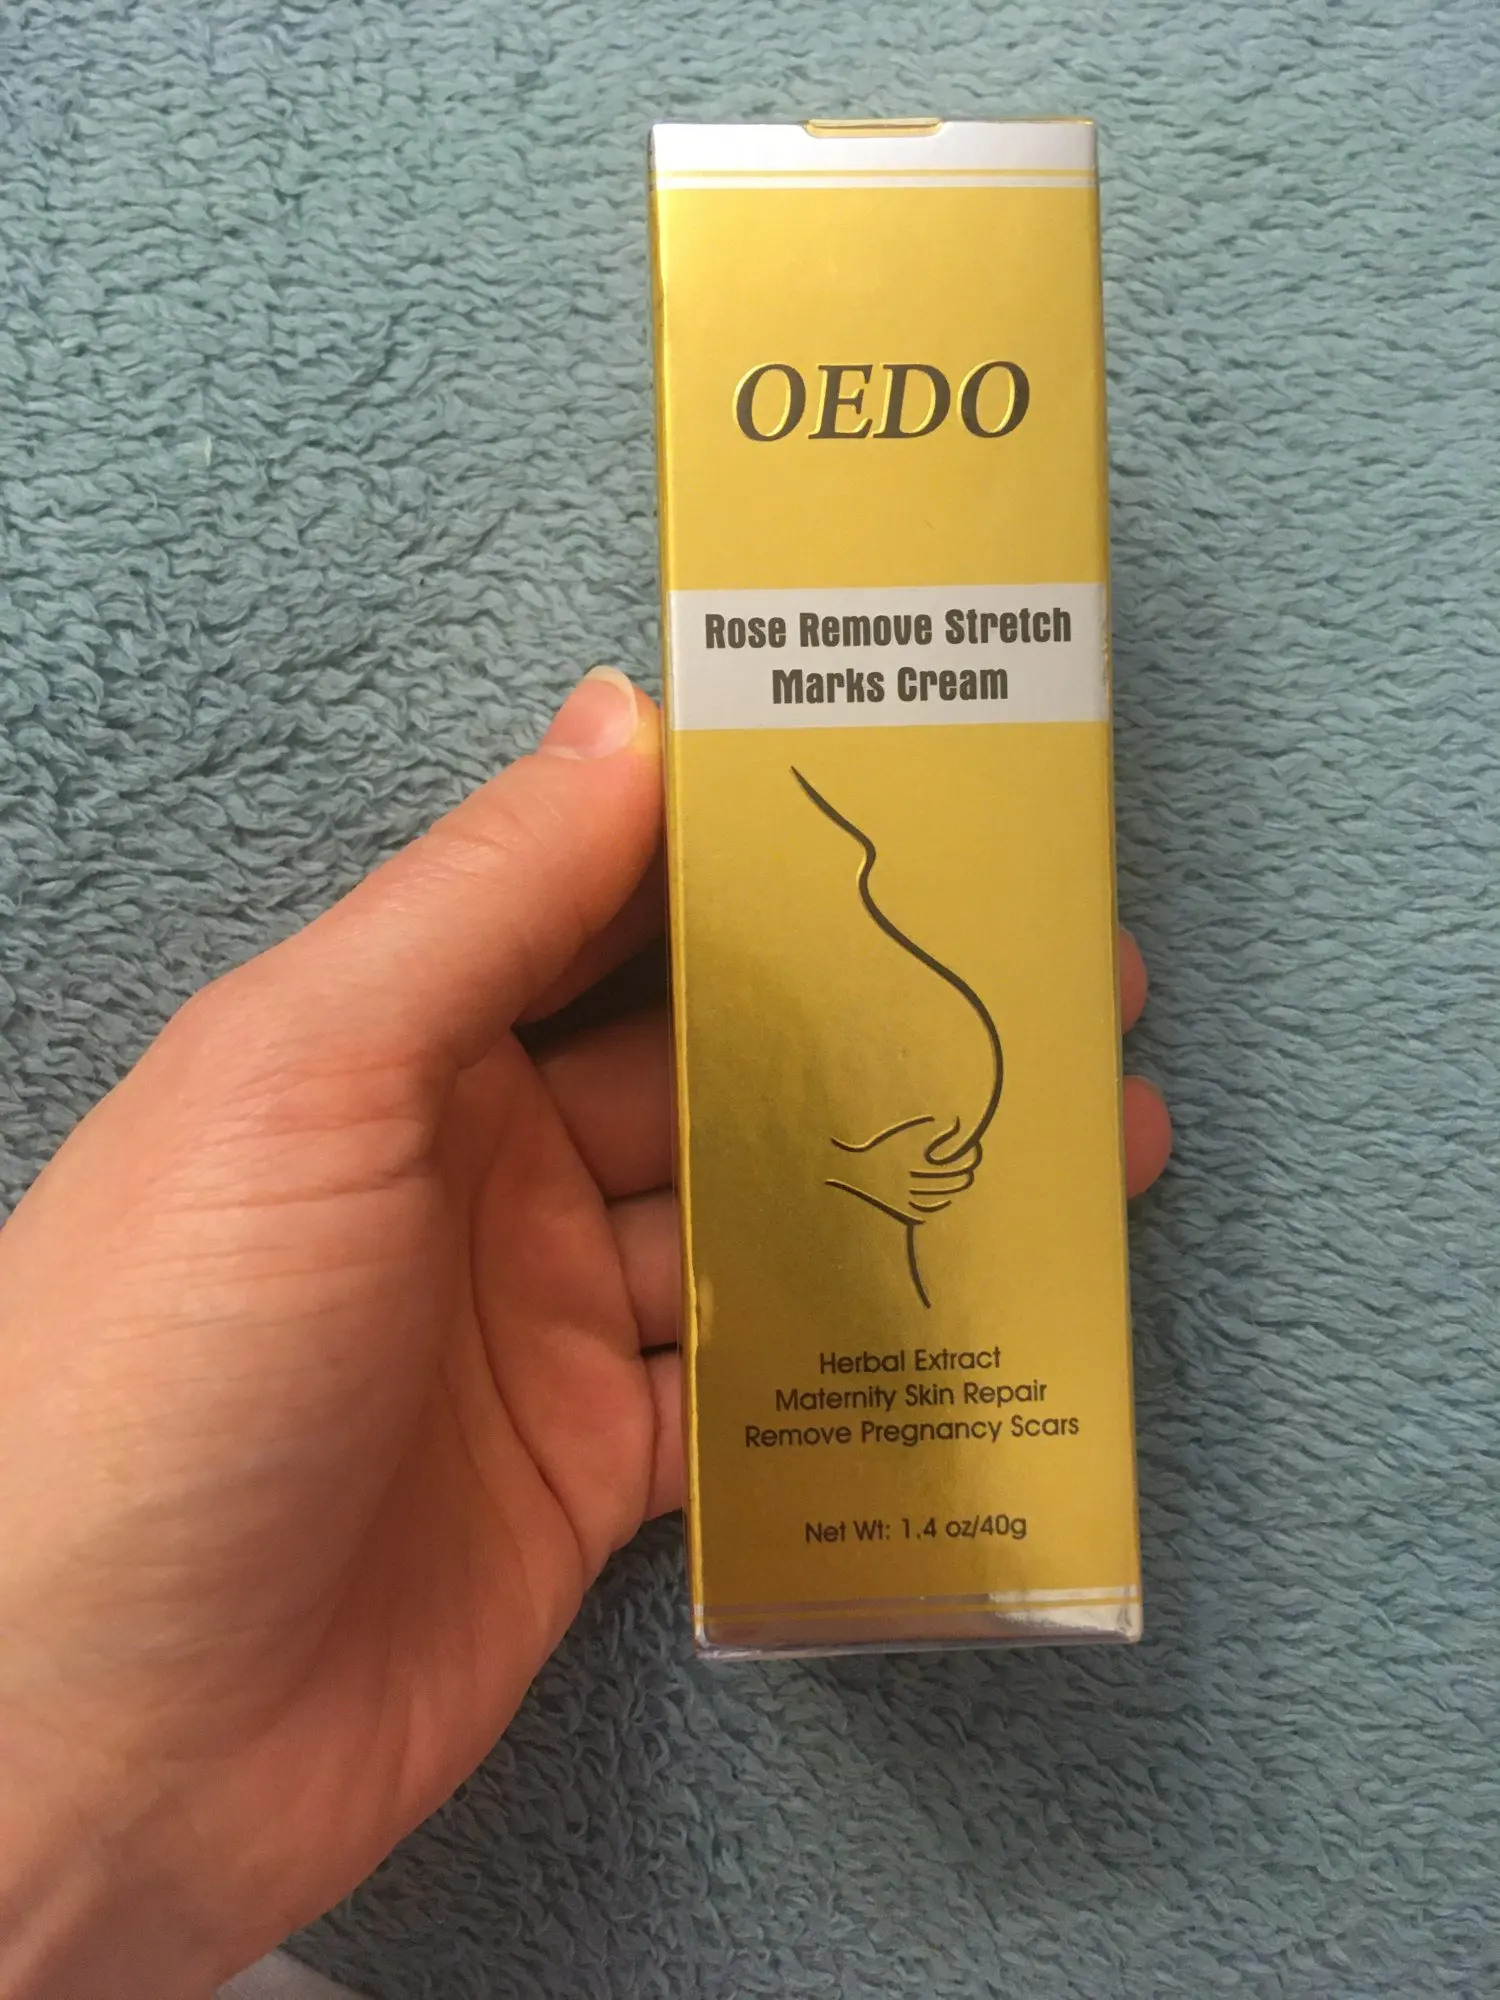 OEDO
Rose Remove Stretch
Marks Cream
Herbal Extract
Maternity Skin Repair
Remove Pregnancy Scars
Net Wt: 1.4 oz/40g